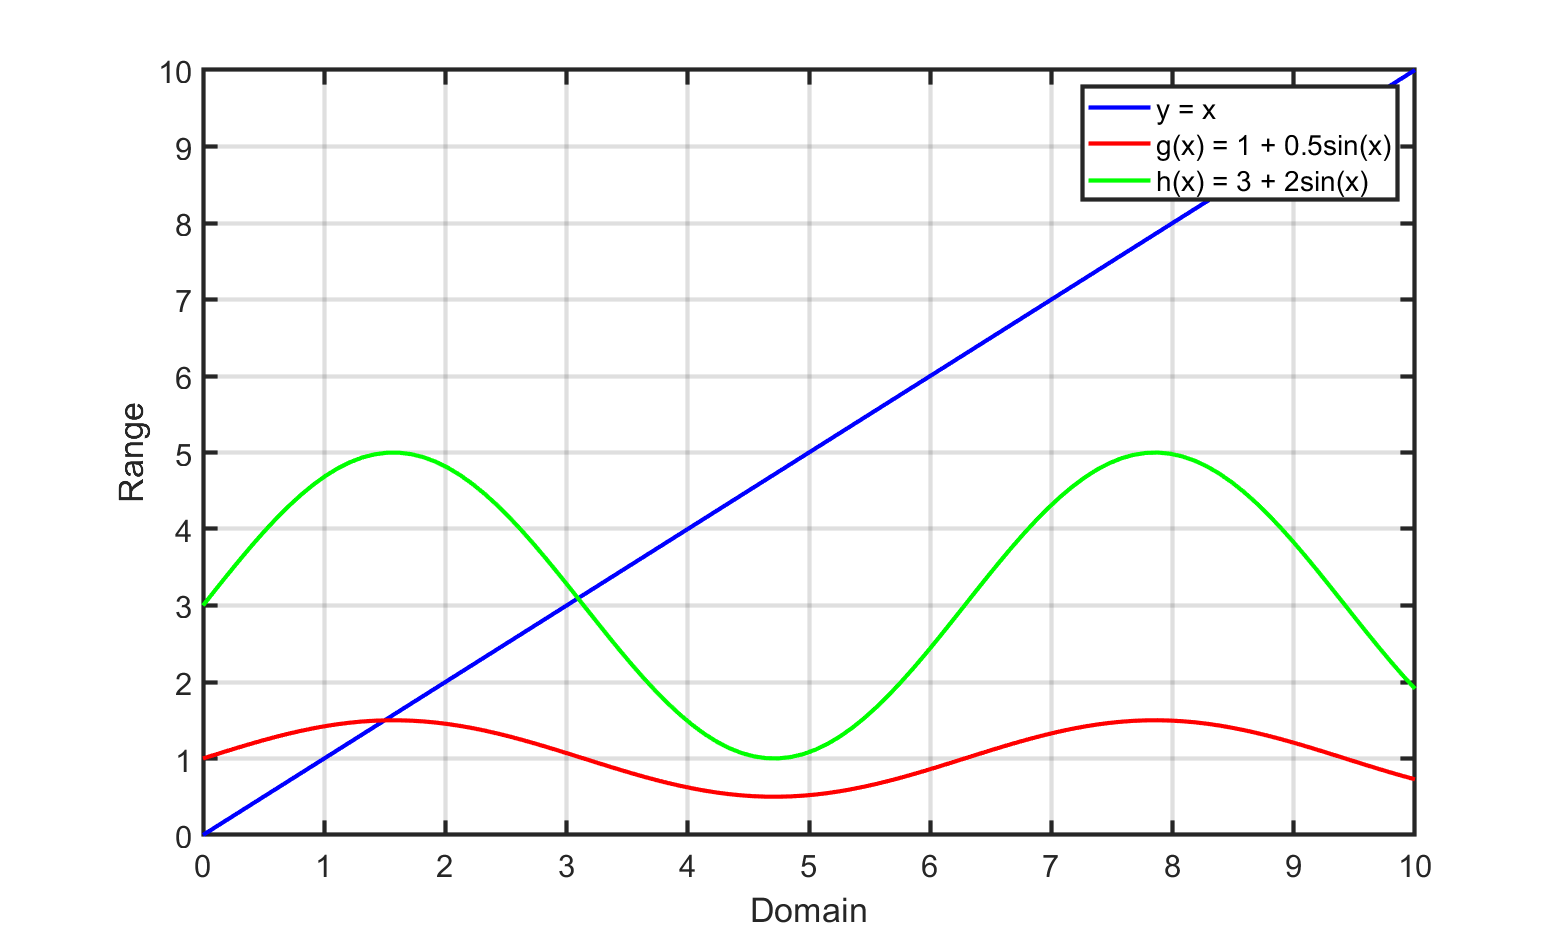 10
9
8
7
6
5
4
3
2
1
0
Range
y = x
g(x) = 1 + 0.5sin(x)
h(x) = 3 + 2sin(x)
0 1 2 3 4 5 6 7 8 9 10
Domain